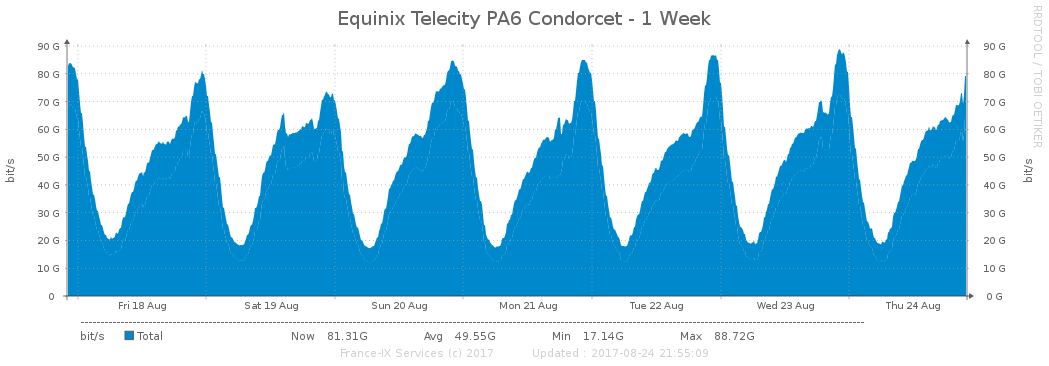 Equinix Telecity PA6 Condorcet - 1 Week
RRDTOOL / TOBI OETIKER
bit/s
90 G
80 G
70 G
60 G
50 G
40 G
30 G
20 G
10 G
0
90 G
80 G
70 G
60 G
50 G
40 G
30 G
20 G
10 G
0 G
bit/s
Fri 18 Aug Sat 19 Aug Sun 20 Aug Mon 21 Aug Tue 22 Aug Wed 23 Aug Thu 24 Aug
bit/s Total Now 81.31G Avg 49.55G Min 17.14G Max 88.72G
France-IX Services (c) 2017 Updated : 2017-08-24 21:55:09